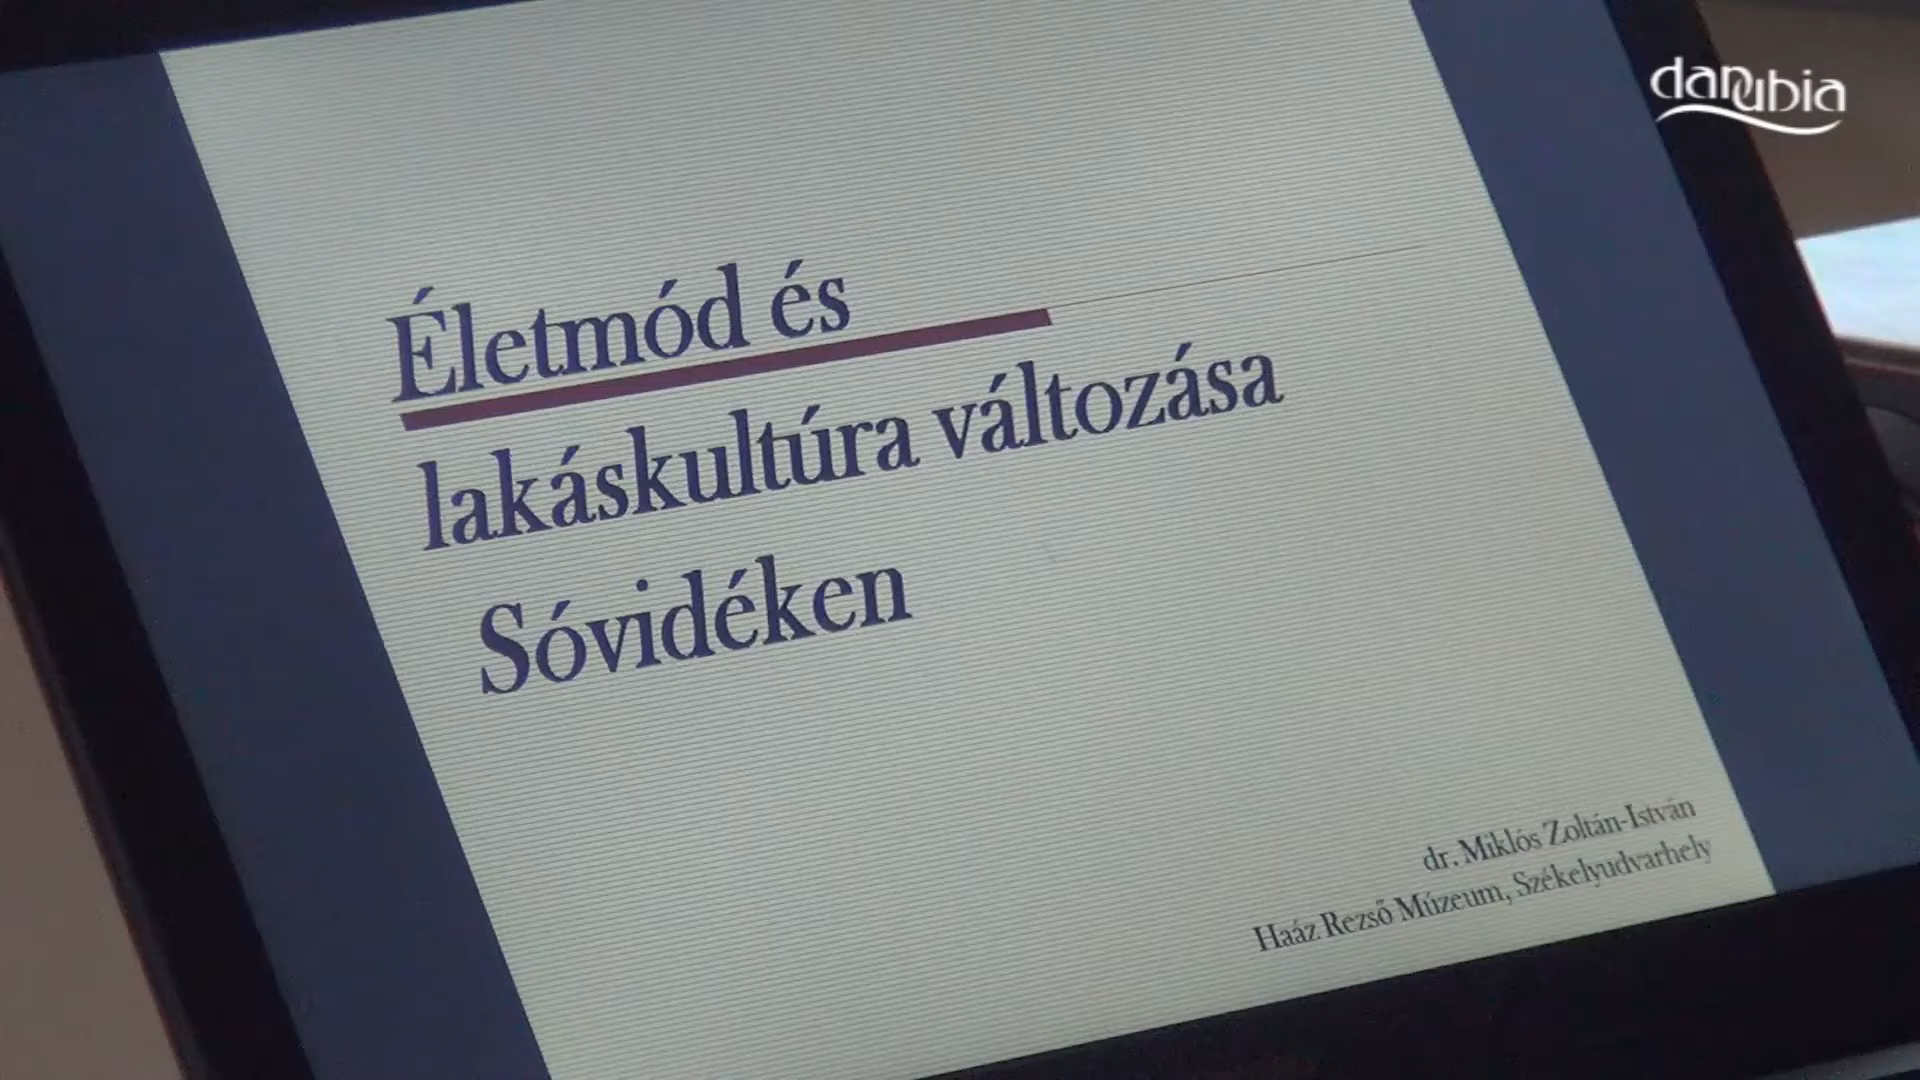 danubia
Életmód és
lakáskultúra változása
Sóvidéken
dr. Miklós Zoltán-István
Haáz Rezső Múzeum, Székelyudvarhely